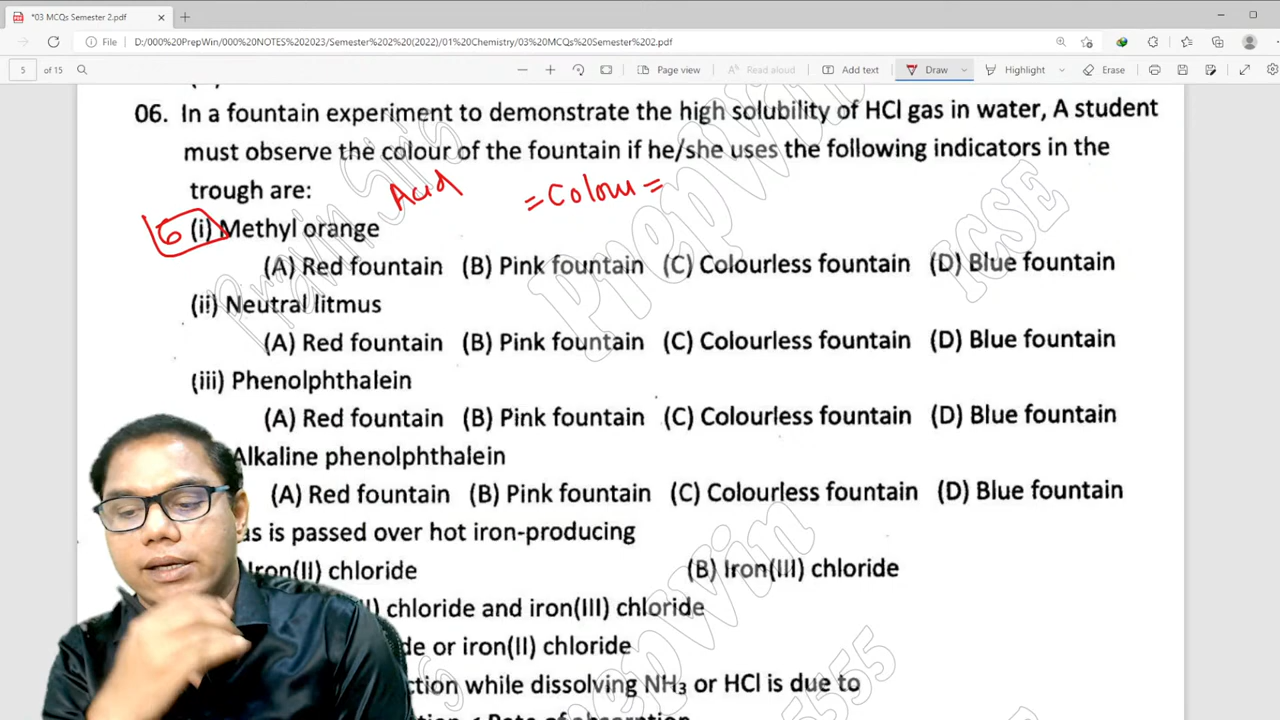 *03 MCQs Semester 2.pdf
File D:/000%20PrepWin/000%20NOTES%202023/Semester%202%20(2022)/01%20Chemistry/03%20MCQs%20Semester%202.pdf
5 of 15 Page view Read aloud Add text Draw Highlight Erase
06. In a fountain experiment to demonstrate the high solubility of HCl gas in water, A student
must observe the colour of the fountain if he/she uses the following indicators in the
trough are:
Acid = Colour =
6 (i) Methyl orange
(A) Red fountain (B) Pink fountain (C) Colourless fountain (D) Blue fountain
(ii) Neutral litmus
(A) Red fountain (B) Pink fountain (C) Colourless fountain (D) Blue fountain
(iii) Phenolphthalein
(A) Red fountain (B) Pink fountain (C) Colourless fountain (D) Blue fountain
Alkaline phenolphthalein
(A) Red fountain (B) Pink fountain (C) Colourless fountain (D) Blue fountain
is passed over hot iron-producing
Iron(II) chloride (B) Iron(III) chloride
chloride and iron(III) chloride
or iron(II) chloride
while dissolving NH₃ or HCl is due to
PrepWin
ICSE